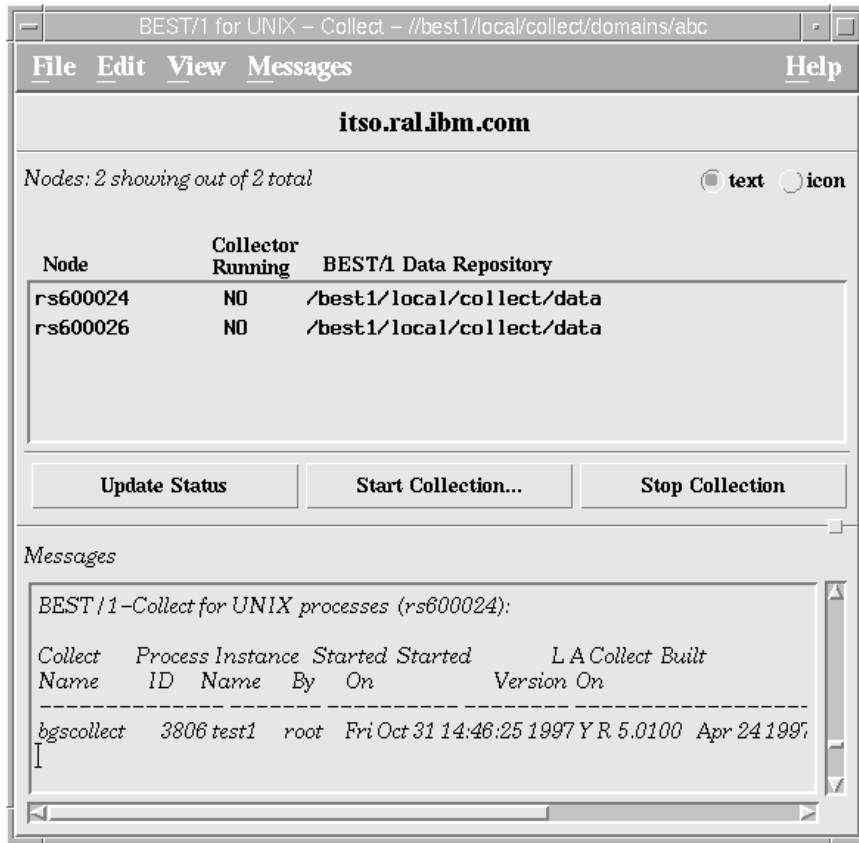 BEST/1 for UNIX – Collect – //best1/local/collect/domains/abc
File Edit View Messages Help
itso.ral.ibm.com
Nodes: 2 showing out of 2 total text icon
Collector
Node Running BEST/1 Data Repository
rs600024 NO /best1/local/collect/data
rs600026 NO /best1/local/collect/data
Update Status Start Collection... Stop Collection
Messages
BEST/1–Collect for UNIX processes (rs600024):
Collect Process Instance Started Started L A Collect Built
Name ID Name By On Version On
bgscollect 3806 test1 root Fri Oct 31 14:46:25 1997 Y R 5.0100 Apr 24 1997